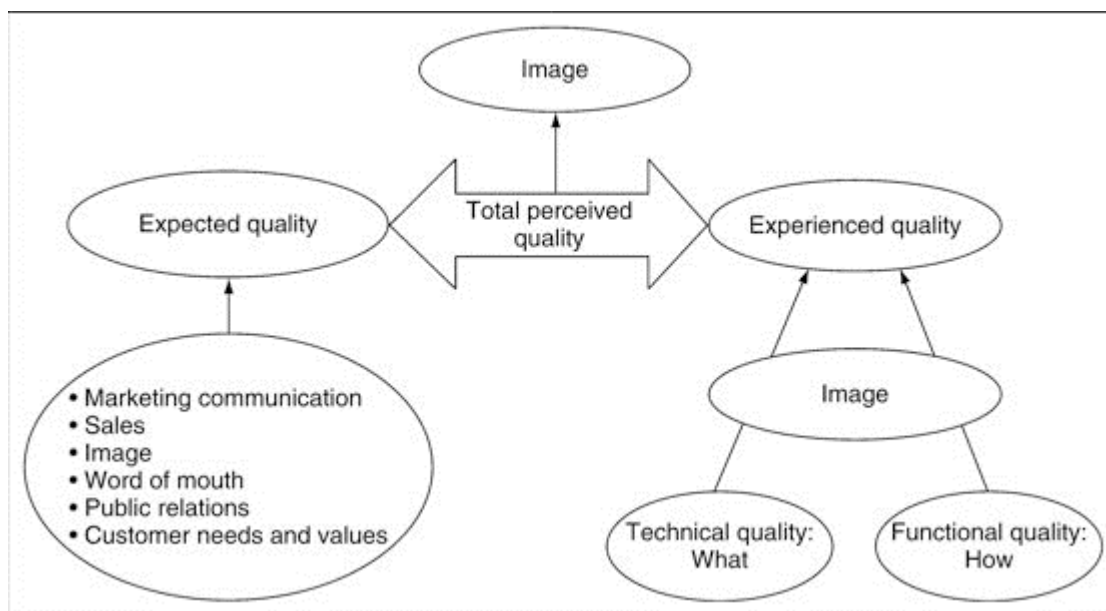 Image
Expected quality
Total perceived
quality
Experienced quality
• Marketing communication
• Sales
• Image
• Word of mouth
• Public relations
• Customer needs and values
Image
Technical quality:
What
Functional quality:
How